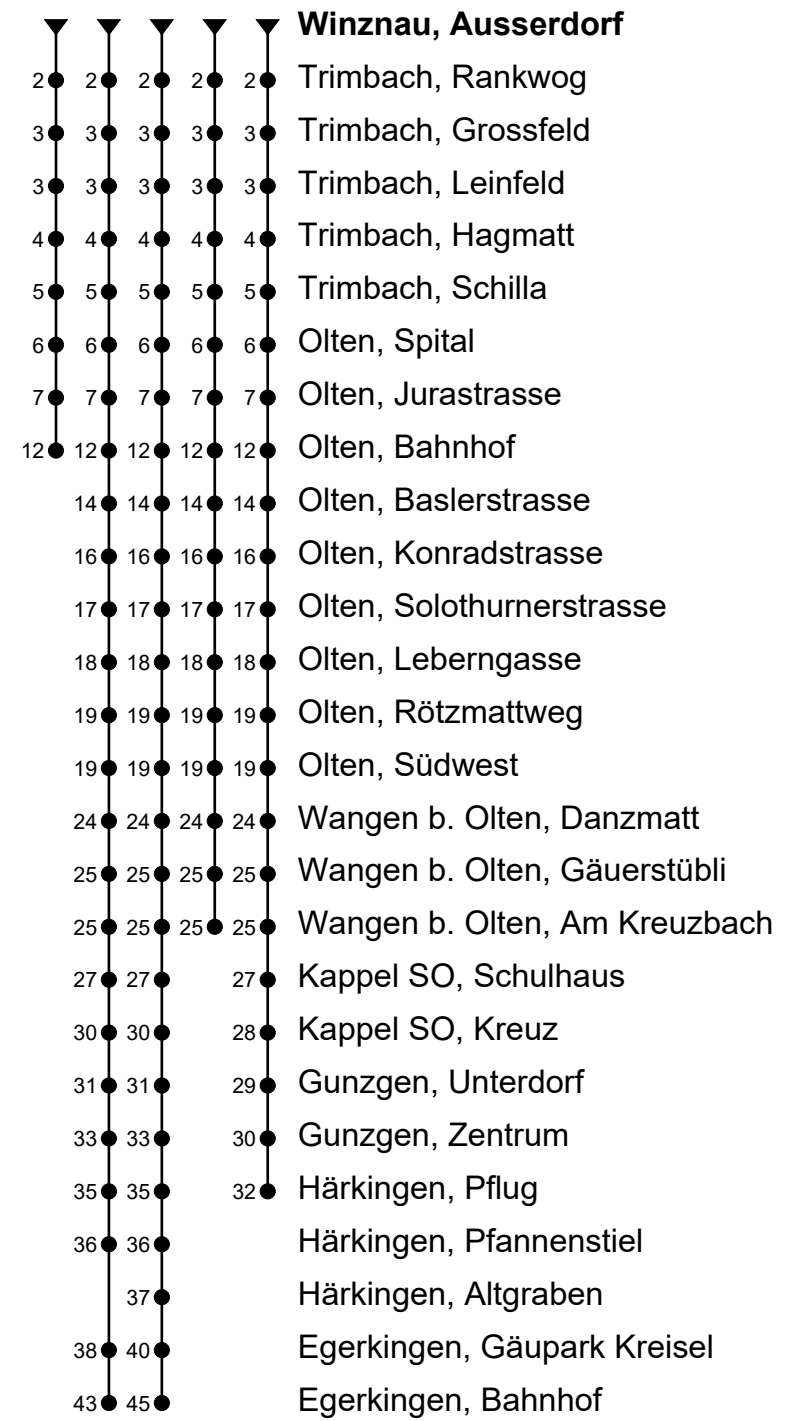 Winznau, Ausserdorf
2 2 2 2 2 Trimbach, Rankwog
3 3 3 3 3 Trimbach, Grossfeld
3 3 3 3 3 Trimbach, Leinfeld
4 4 4 4 4 Trimbach, Hagmatt
5 5 5 5 5 Trimbach, Schilla
6 6 6 6 6 Olten, Spital
7 7 7 7 7 Olten, Jurastrasse
12 12 12 12 12 Olten, Bahnhof
14 14 14 14 Olten, Baslerstrasse
16 16 16 16 Olten, Konradstrasse
17 17 17 17 Olten, Solothurnerstrasse
18 18 18 18 Olten, Leberngasse
19 19 19 19 Olten, Rötzmattweg
19 19 19 19 Olten, Südwest
24 24 24 24 Wangen b. Olten, Danzmatt
25 25 25 25 Wangen b. Olten, Gäuerstübli
25 25 25 25 Wangen b. Olten, Am Kreuzbach
27 27 27 Kappel SO, Schulhaus
30 30 28 Kappel SO, Kreuz
31 31 29 Gunzgen, Unterdorf
33 33 30 Gunzgen, Zentrum
35 35 32 Härkingen, Pflug
36 36 Härkingen, Pfannenstiel
37 Härkingen, Altgraben
38 40 Egerkingen, Gäupark Kreisel
43 45 Egerkingen, Bahnhof